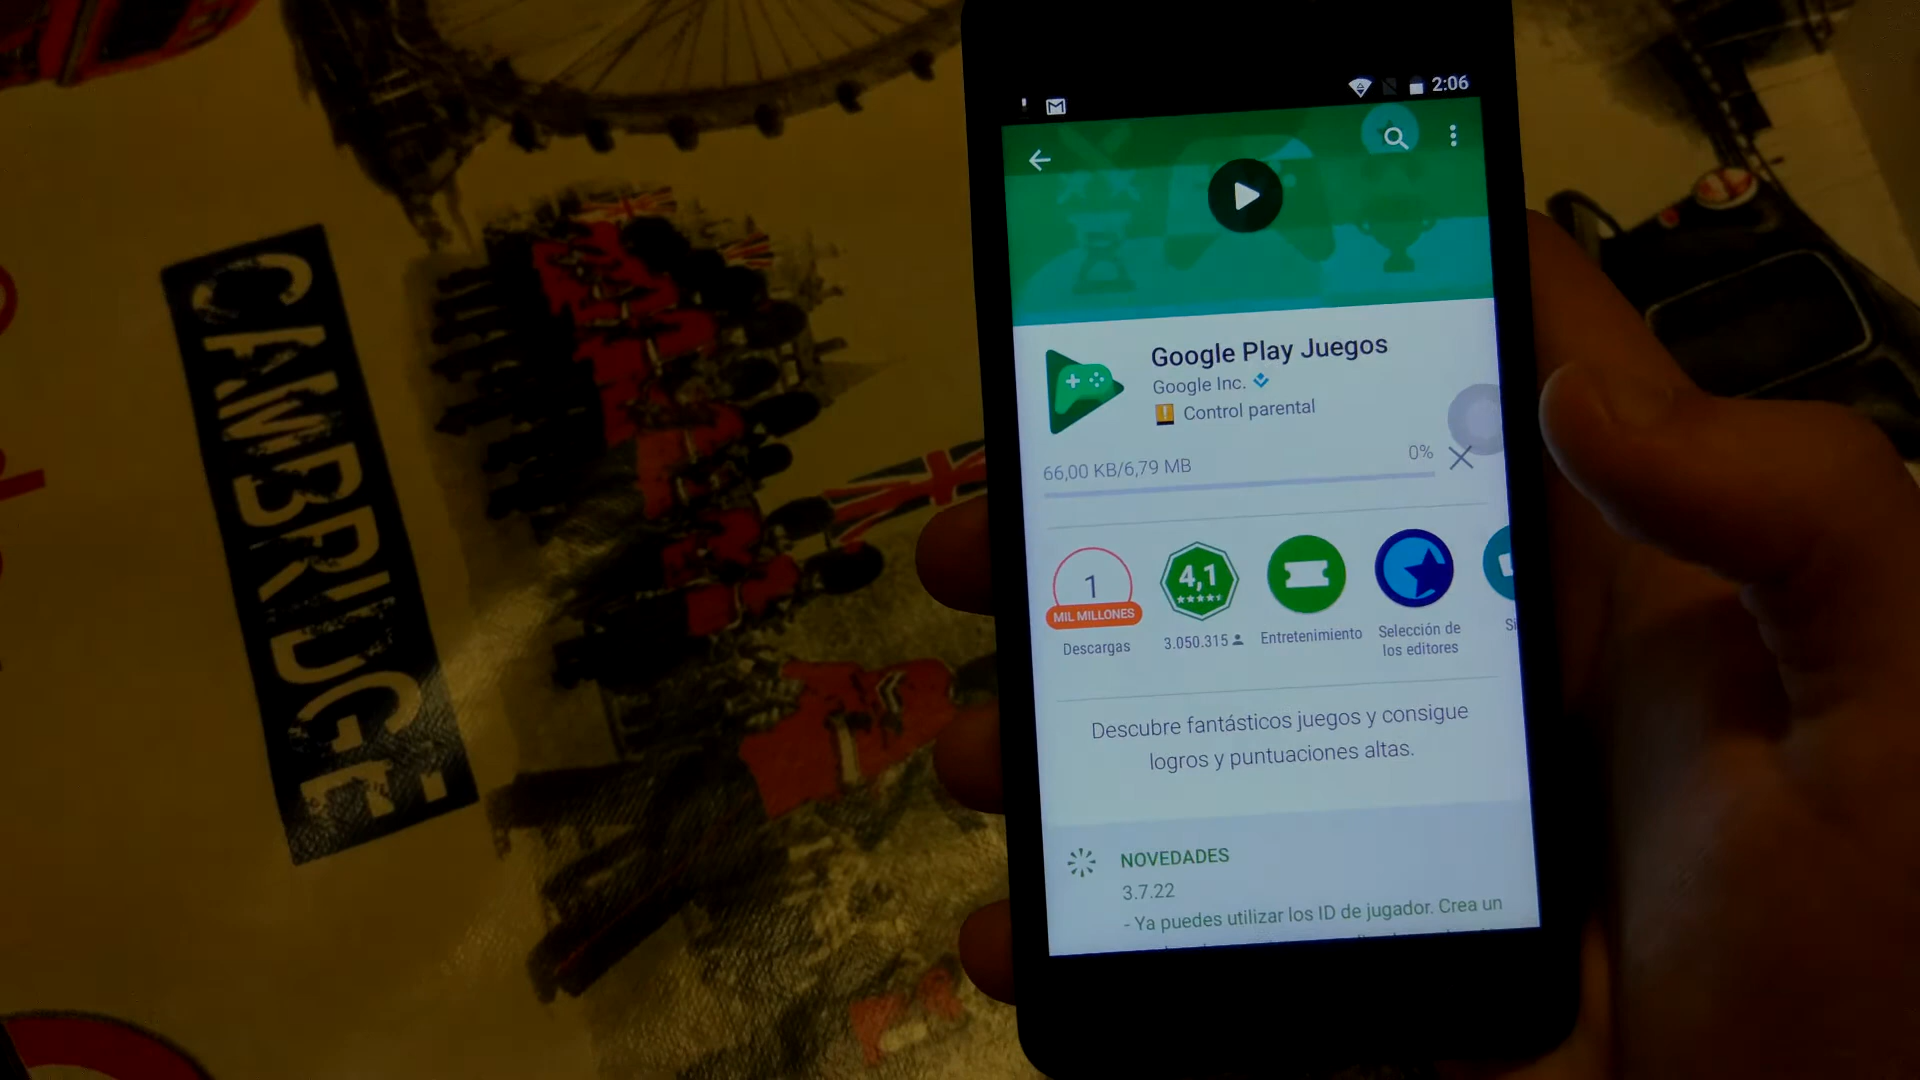 CAMBRIDGE
2:06
Google Play Juegos
Google Inc.
Control parental
66,00 KB/6,79 MB
0%
1
MIL MILLONES
Descargas
4,1
3.050.315
Entretenimiento
Selección de
los editores
Si
Descubre fantásticos juegos y consigue
logros y puntuaciones altas.
NOVEDADES
3.7.22
- Ya puedes utilizar los ID de jugador. Crea un